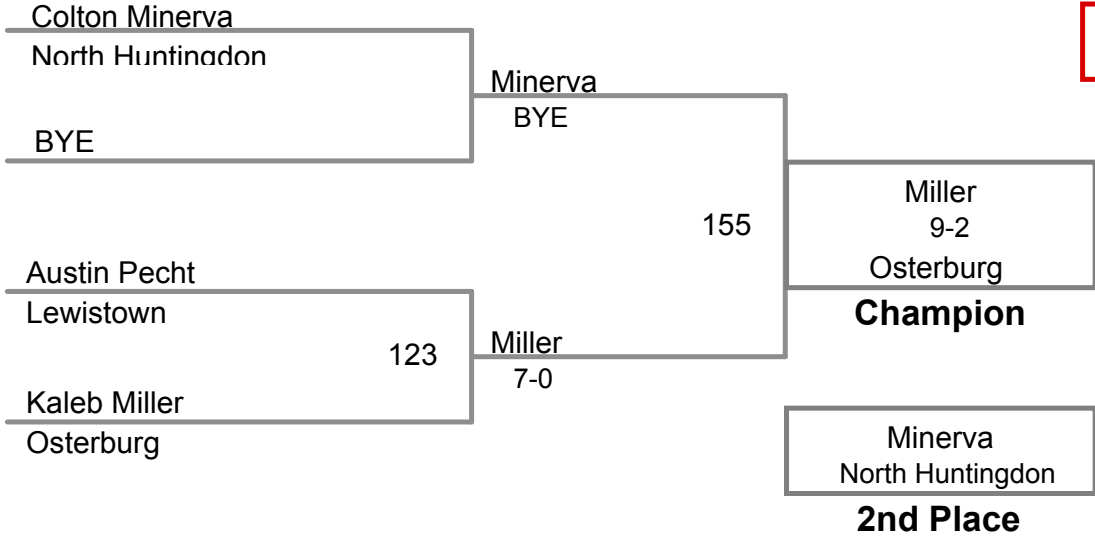 Colton Minerva
North Huntingdon
Minerva
BYE
BYE
155
Miller
9-2
Osterburg
Champion
Austin Pecht
Lewistown
123
Miller
7-0
Kaleb Miller
Osterburg
Minerva
North Huntingdon
2nd Place